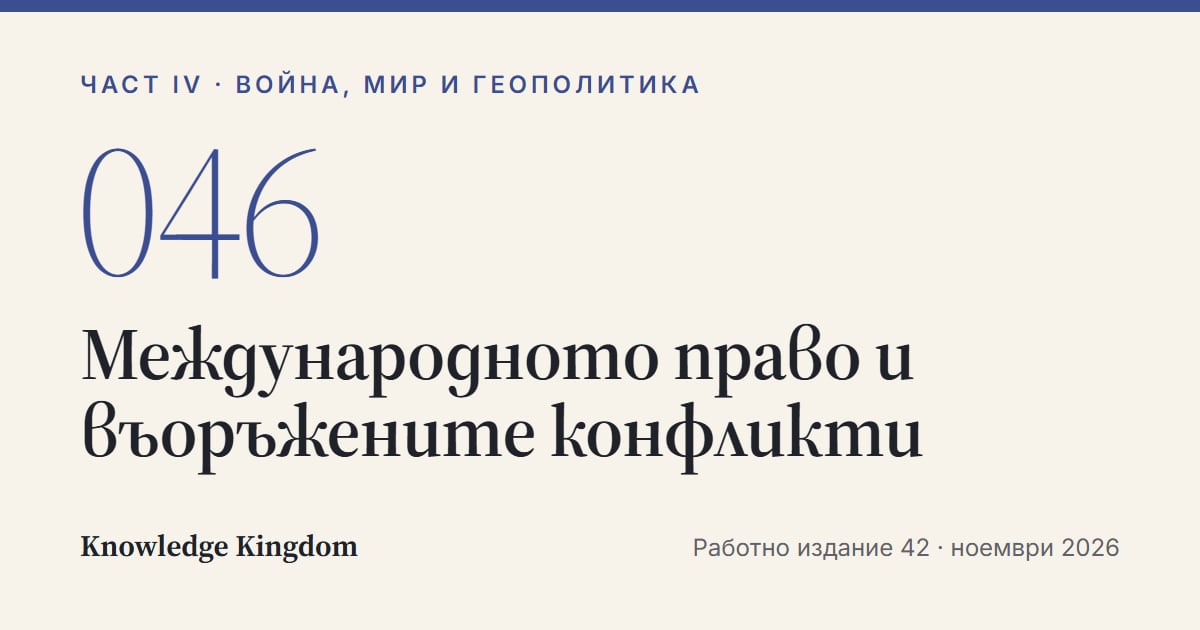 ЧАСТ IV · ВОЙНА, МИР И ГЕОПОЛИТИКА
046
Международното право и
въоръжените конфликти
Knowledge Kingdom
Работно издание 42 · ноември 2026